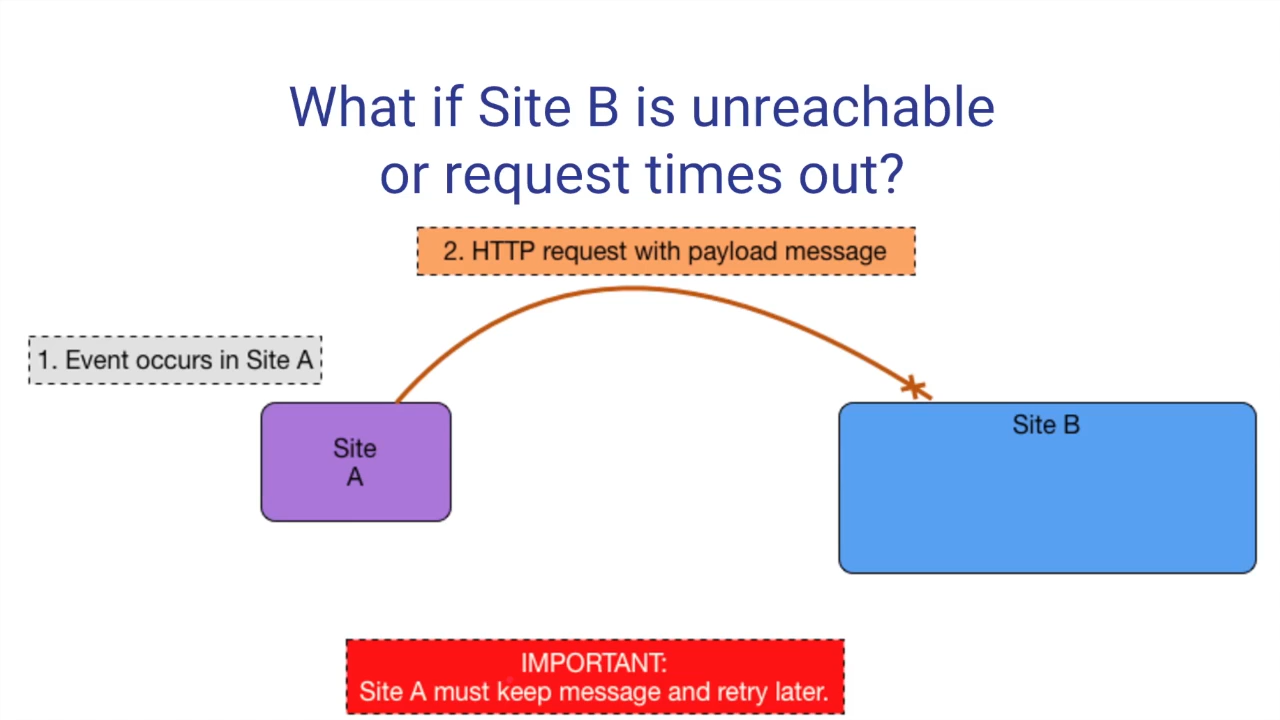 What if Site B is unreachable
or request times out?
2. HTTP request with payload message
1. Event occurs in Site A
Site
A
Site B
IMPORTANT:
Site A must keep message and retry later.